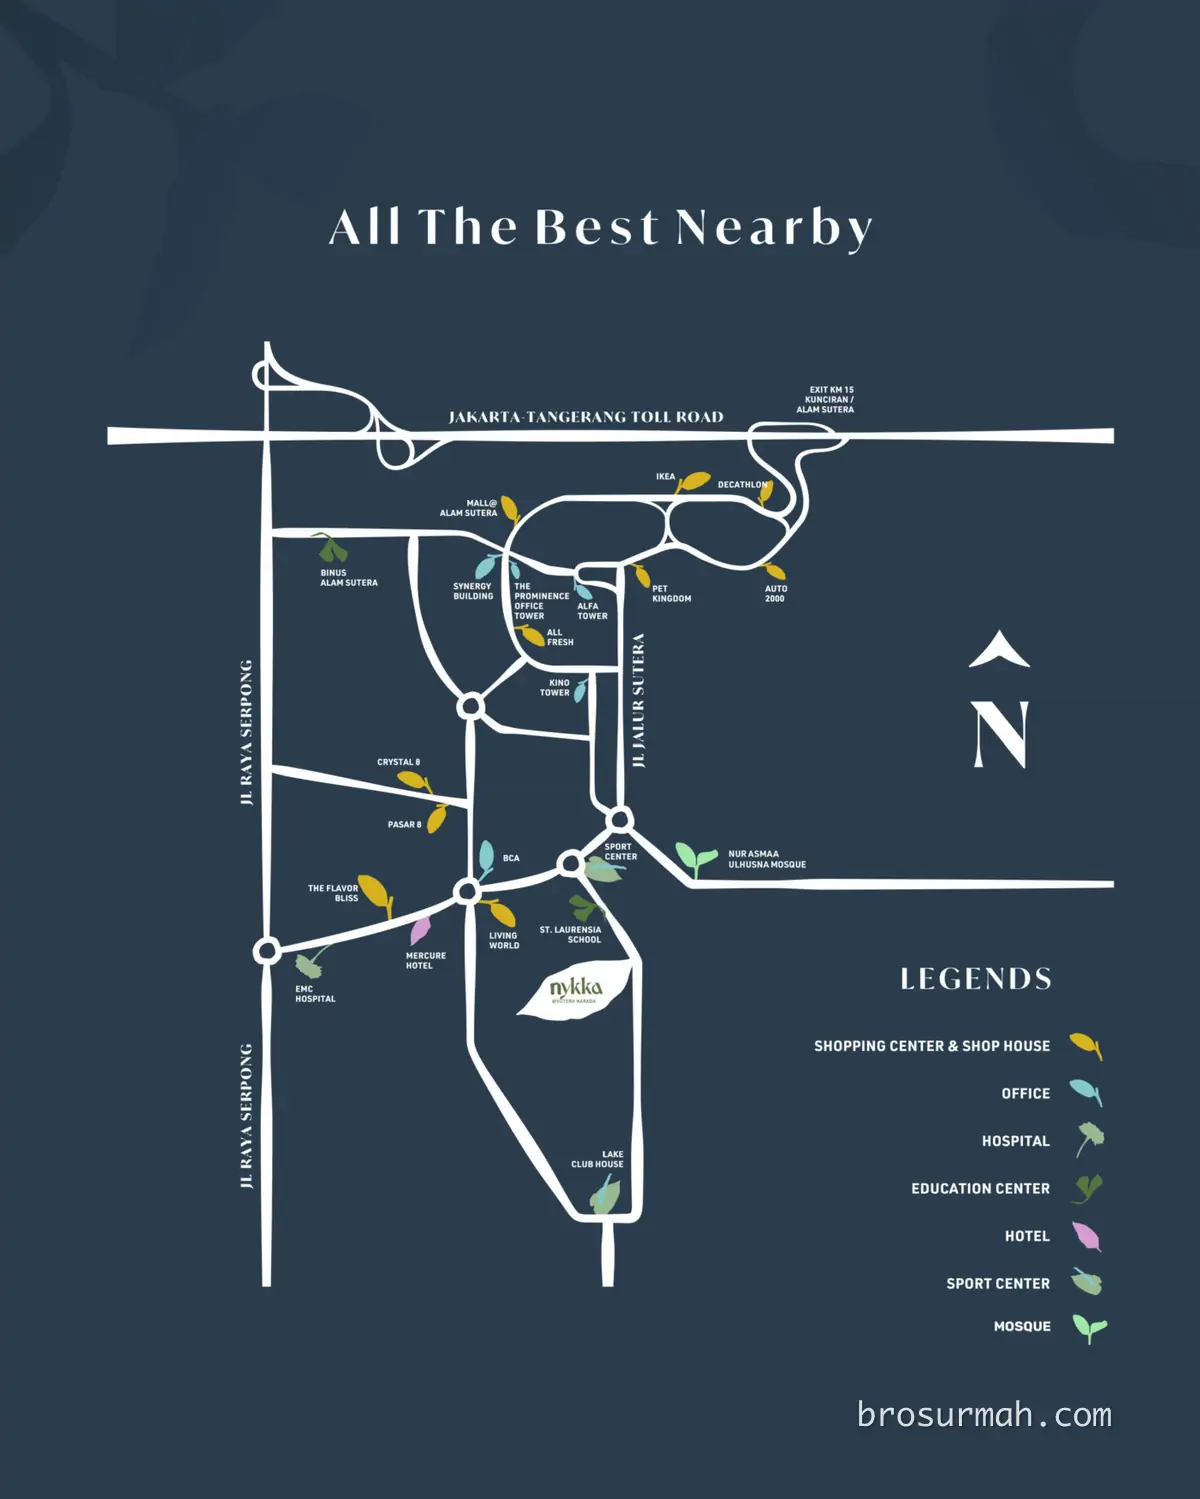 All The Best Nearby
EXIT KM 15
KUNCIRAN /
ALAM SUTERA
JAKARTA-TANGERANG TOLL ROAD
IKEA
DECATHLON
MALL@
ALAM SUTERA
BINUS
ALAM SUTERA
SYNERGY
BUILDING
THE
PROMINENCE
OFFICE
TOWER
ALFA
TOWER
PET
KINGDOM
AUTO
2000
ALL
FRESH
JL JALUR SUTERA
KINO
TOWER
JL RAYA SERPONG
N
CRYSTAL 8
PASAR 8
BCA
SPORT
CENTER
NUR ASMAA
ULHUSNA MOSQUE
THE FLAVOR
BLISS
MERCURE
HOTEL
LIVING
WORLD
ST. LAURENSIA
SCHOOL
EMC
HOSPITAL
nykka
@SUTERA WARADA
JL RAYA SERPONG
LAKE
CLUB HOUSE
LEGENDS
SHOPPING CENTER & SHOP HOUSE
OFFICE
HOSPITAL
EDUCATION CENTER
HOTEL
SPORT CENTER
MOSQUE
brosurmah.com